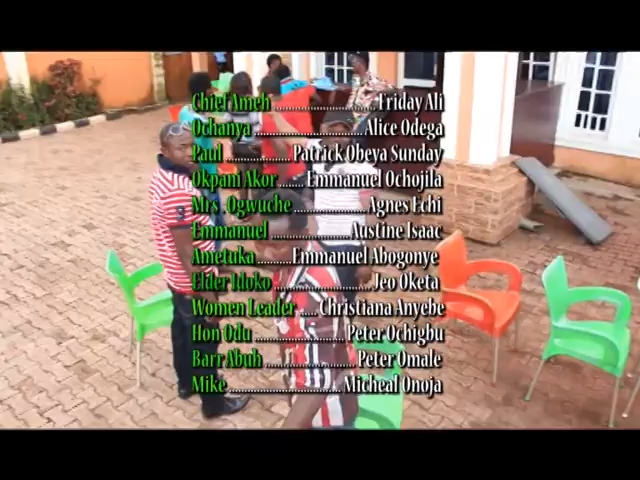 Chief Ameh ........................ Friday Ali
Ochanya .......................... Alice Odega
Paul ............... Patrick Obeya Sunday
Okpani Akor ....... Emmanuel Ochojila
Mrs. Ogwuche ................... Agnes Echi
Emmanuel ................... Austine Isaac
Ametuka ......... Emmanuel Abogonye
Elder Idoko ....................... Jeo Oketa
Women Leader ..... Christiana Anyebe
Hon Odu ..................... Peter Ochigbu
Barr Abuh ...................... Peter Omale
Mike ........................... Micheal Onoja